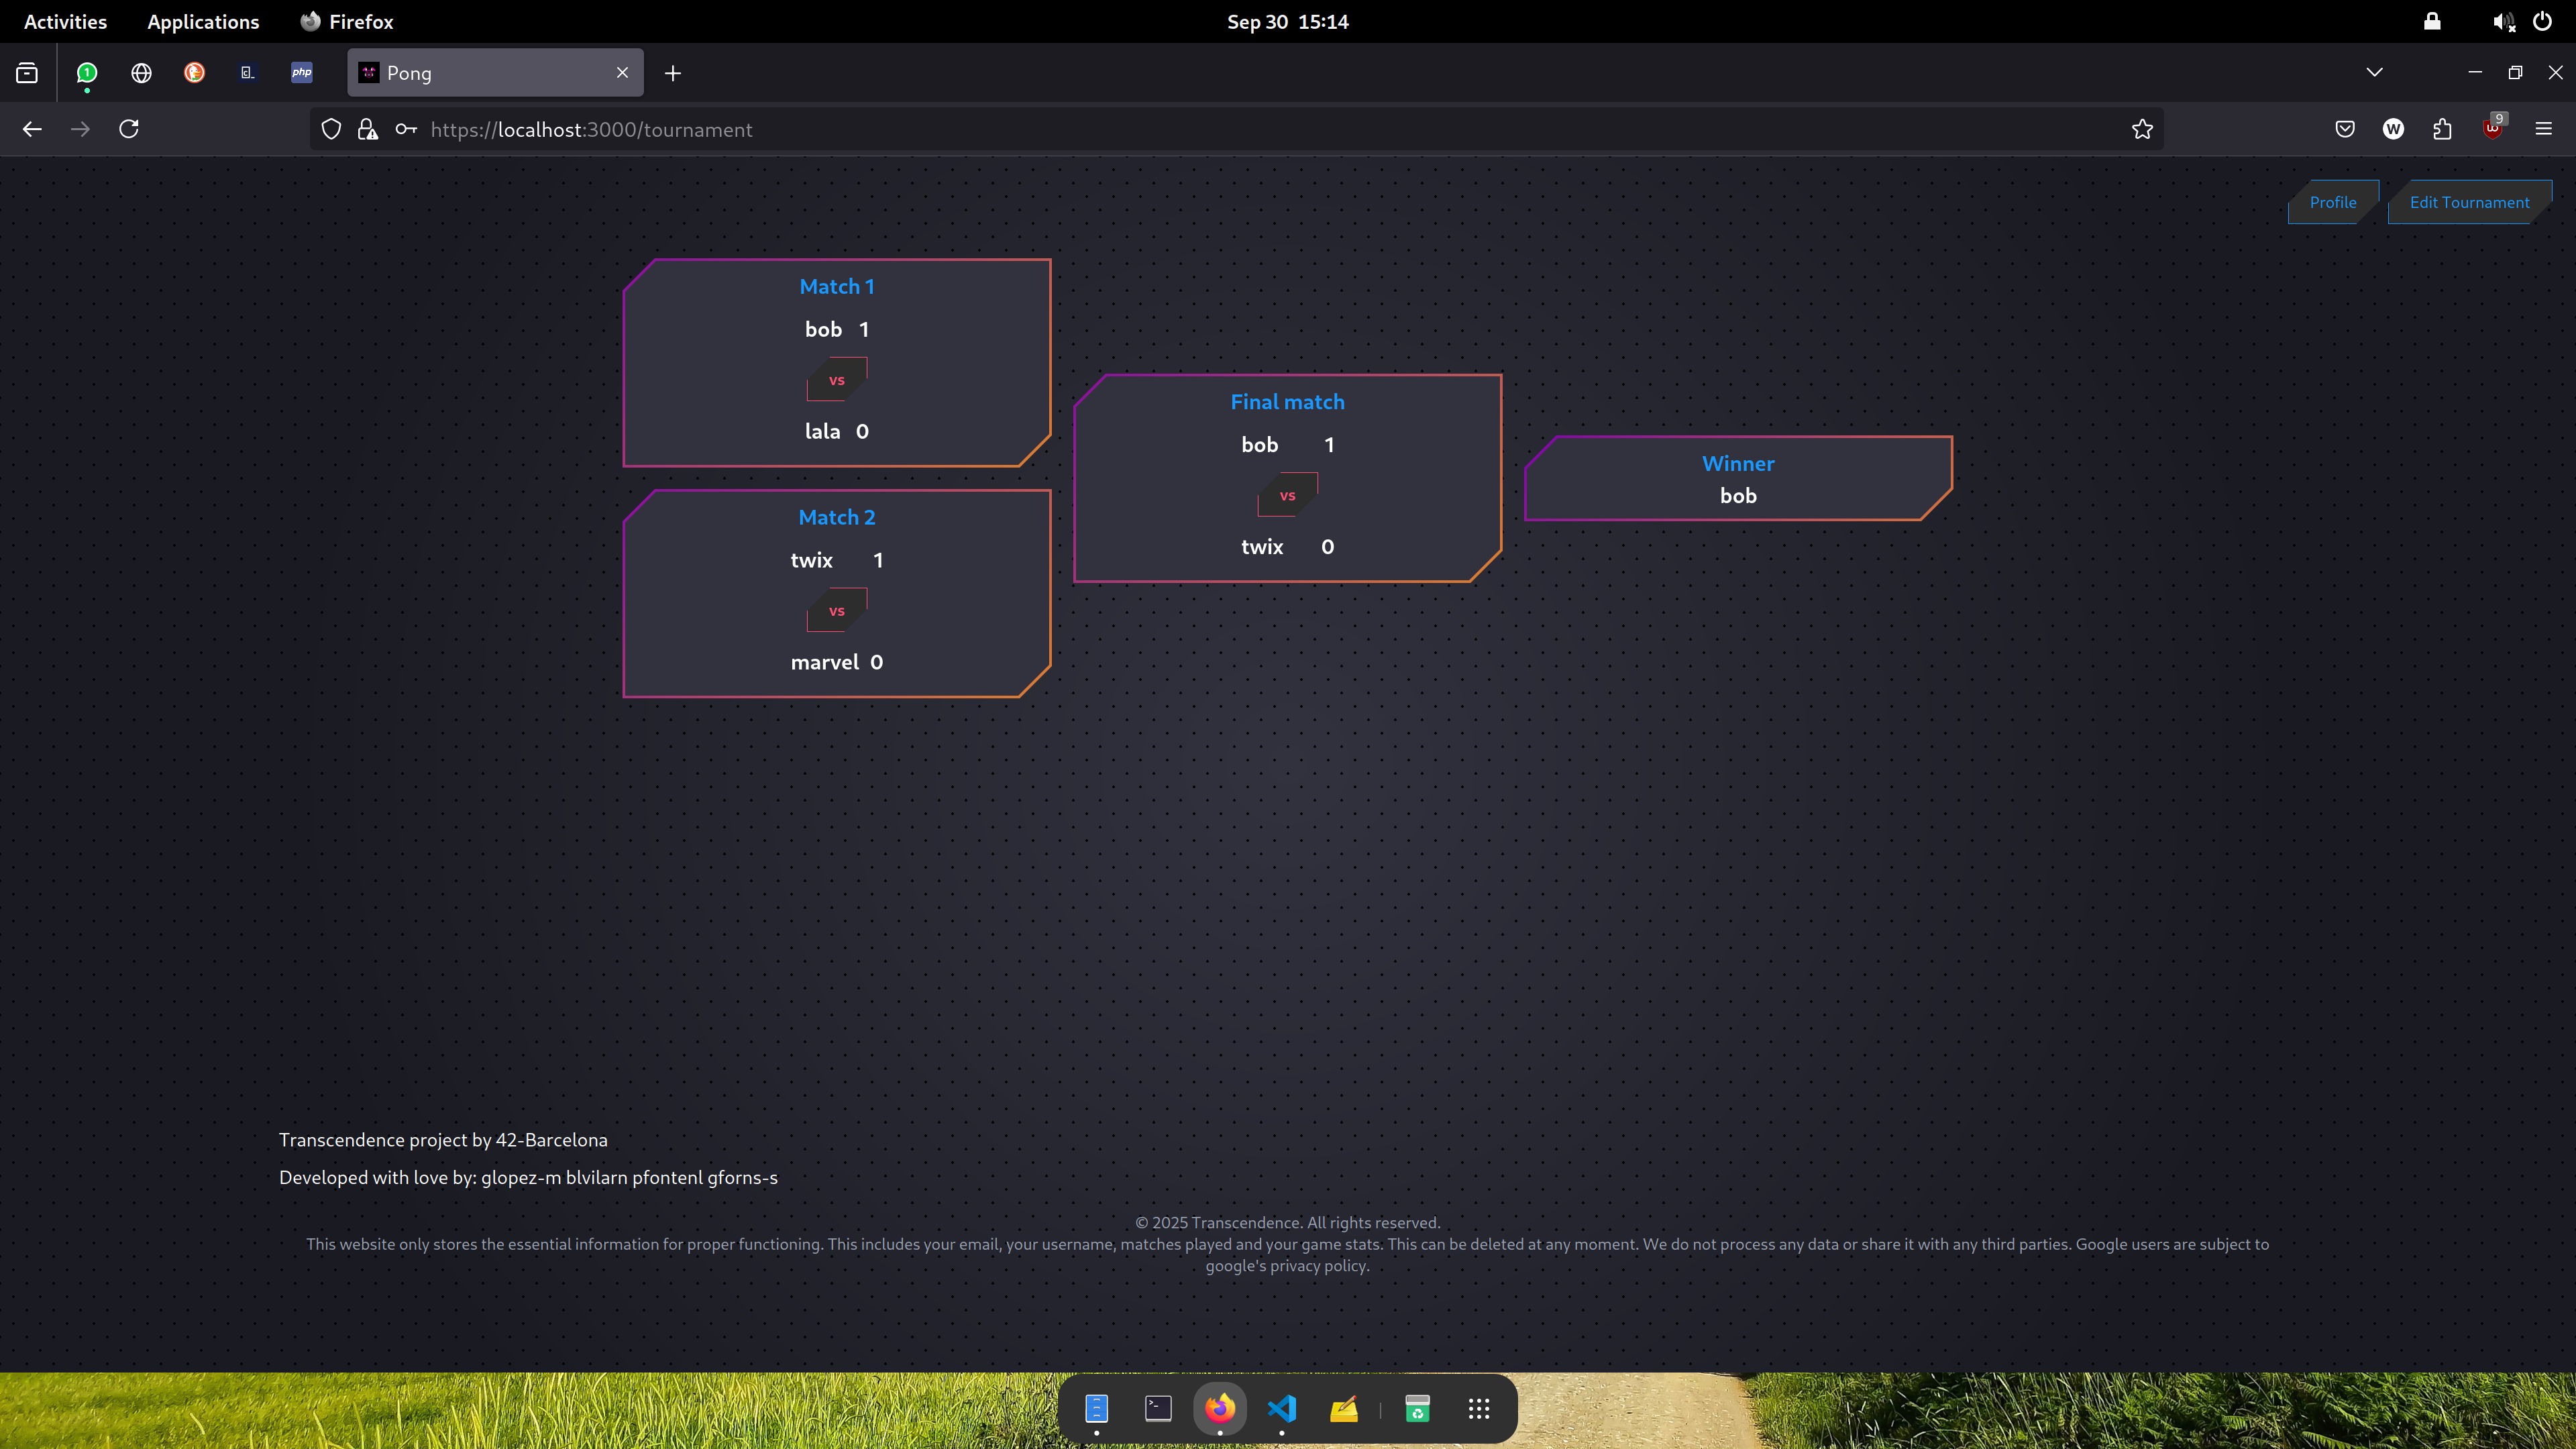 Activities Applications Firefox Sep 30 15:14
1 php Pong
https://localhost:3000/tournament 9
Profile Edit Tournament
Match 1
bob 1
vs
lala 0
Match 2
twix 1
vs
marvel 0
Final match
bob 1
vs
twix 0
Winner
bob
Transcendence project by 42-Barcelona
Developed with love by: glopez-m blvilarn pfontenl gforns-s
© 2025 Transcendence. All rights reserved.
This website only stores the essential information for proper functioning. This includes your email, your username, matches played and your game stats. This can be deleted at any moment. We do not process any data or share it with any third parties. Google users are subject to
google's privacy policy.